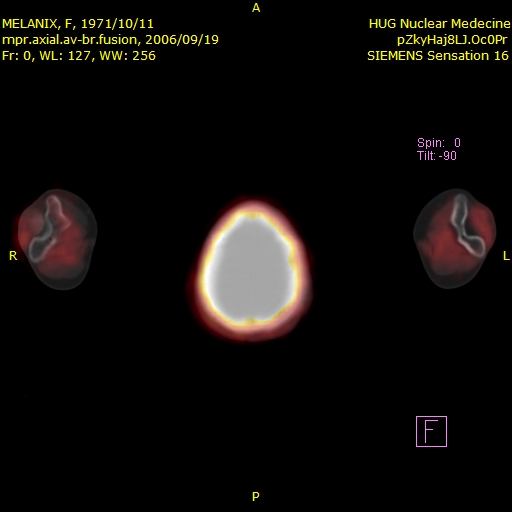 A
MELANIX, F, 1971/10/11
mpr.axial.av-br.fusion, 2006/09/19
Fr: 0, WL: 127, WW: 256
HUG Nuclear Medecine
pZkyHaj8LJ.Oc0Pr
SIEMENS Sensation 16
Spin: 0
Tilt: -90
R
L
F
P